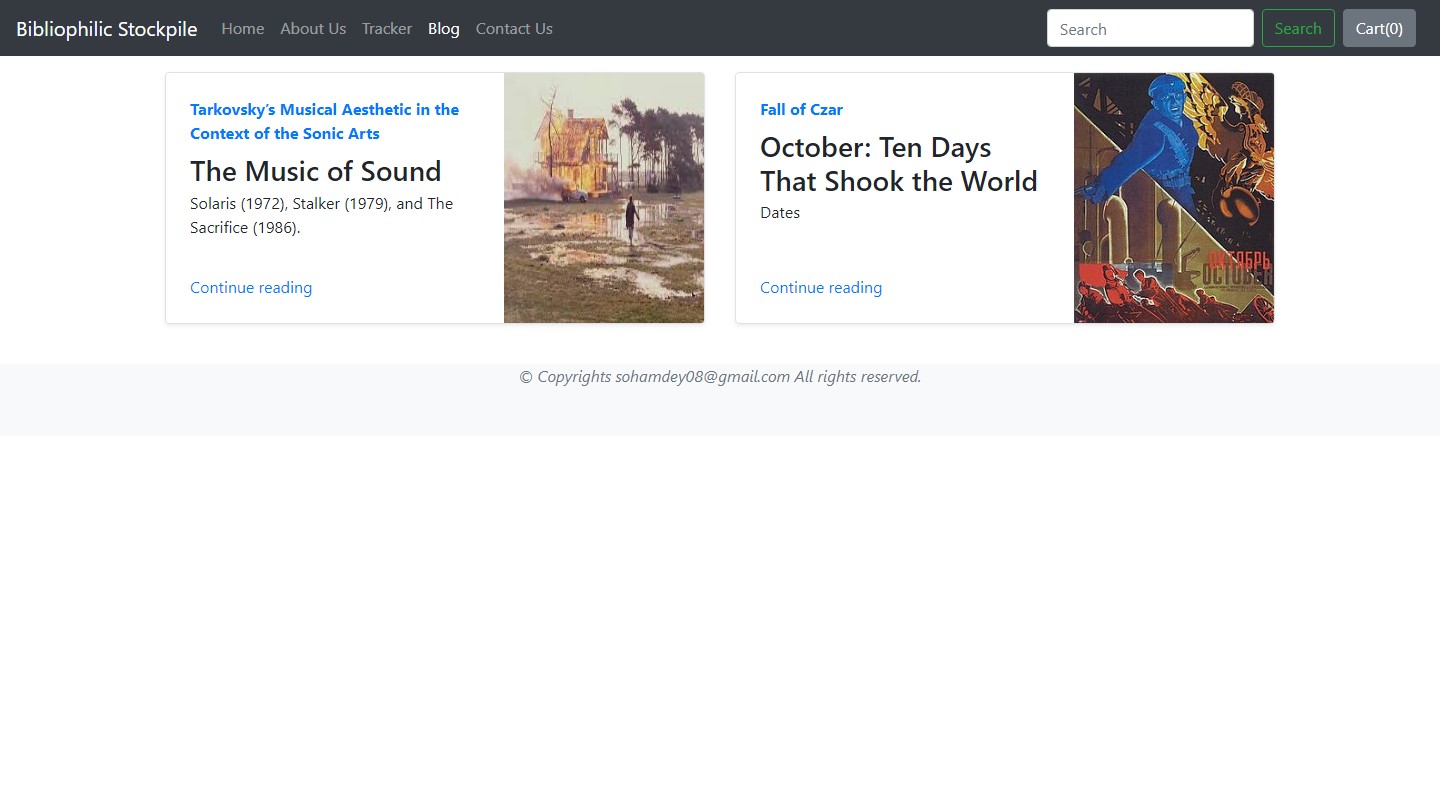 Bibliophilic Stockpile Home About Us Tracker Blog Contact Us Search Search Cart(0)
Tarkovsky’s Musical Aesthetic in the
Context of the Sonic Arts
The Music of Sound
Solaris (1972), Stalker (1979), and The
Sacrifice (1986).
Continue reading
Fall of Czar
October: Ten Days
That Shook the World
Dates
Continue reading
ОКТЯБРЬ
OCTOBER
© Copyrights sohamdey08@gmail.com All rights reserved.